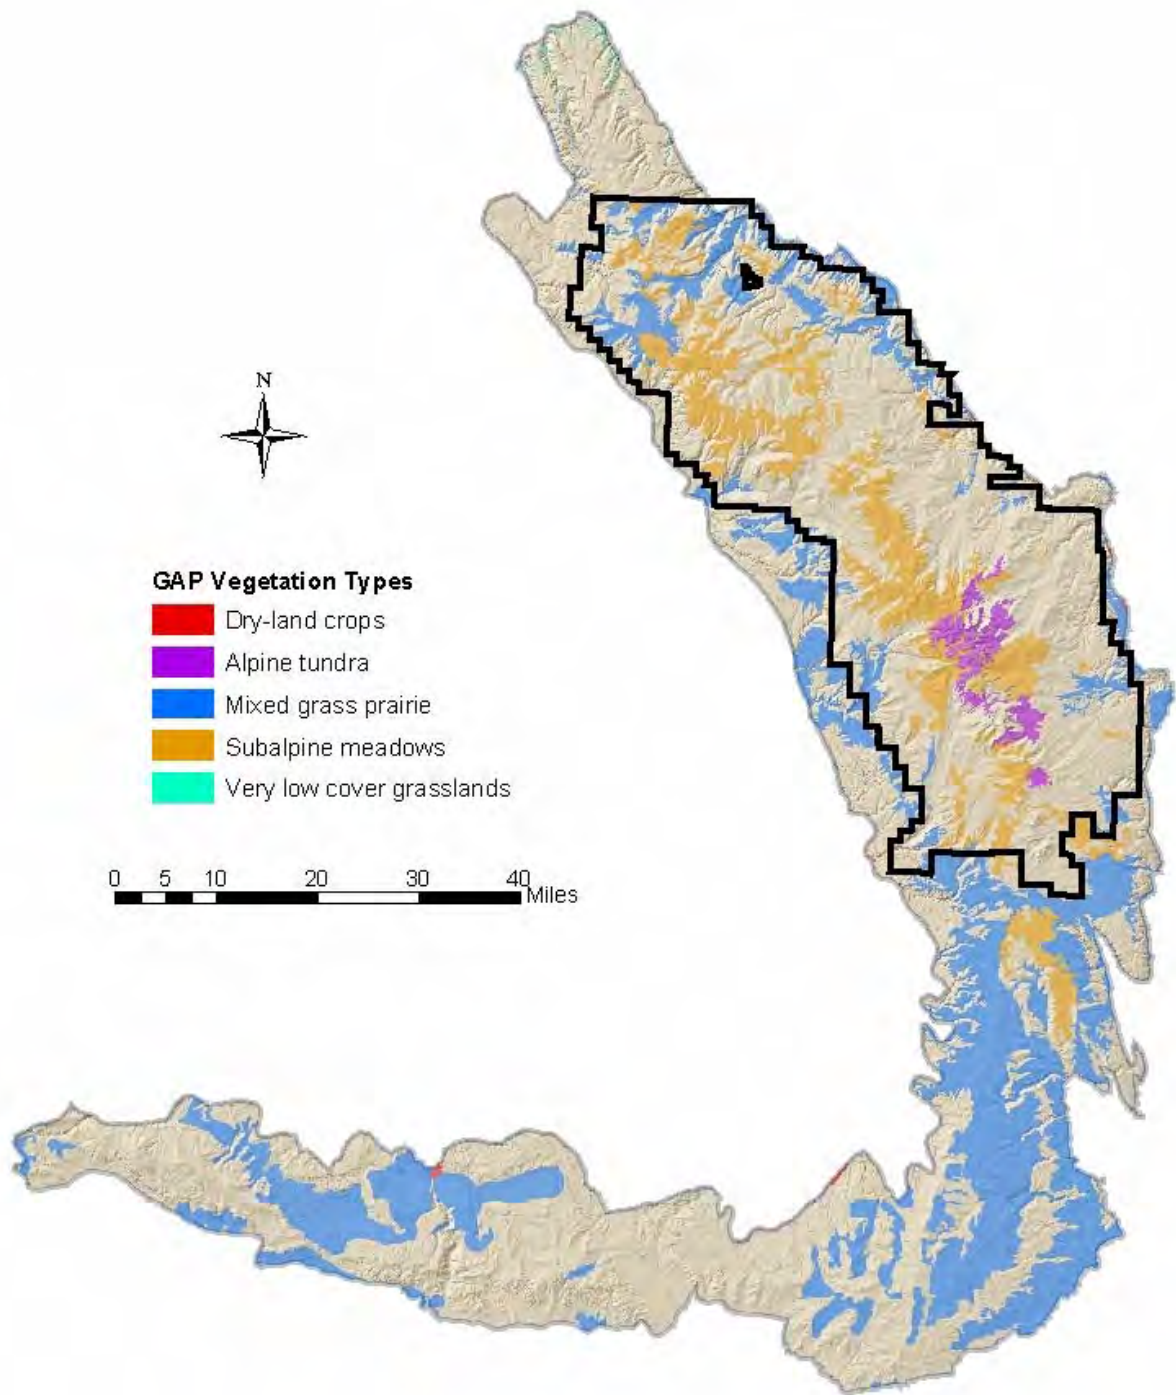 N
GAP Vegetation Types
Dry-land crops
Alpine tundra
Mixed grass prairie
Subalpine meadows
Very low cover grasslands
0 5 10 20 30 40
Miles